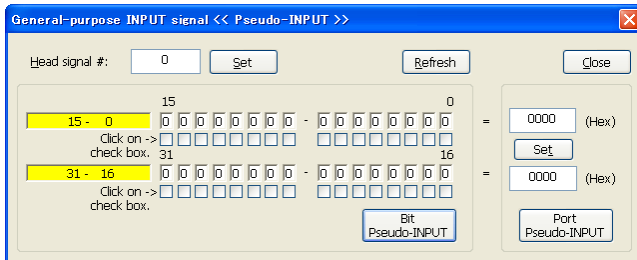 General-purpose INPUT signal << Pseudo-INPUT >>
Head signal #: 0 Set Refresh Close
15 0
15 - 0 0 0 0 0 0 0 0 0 - 0 0 0 0 0 0 0 0 = 0000 (Hex)
Click on ->
check box.
Set
31 16
31 - 16 0 0 0 0 0 0 0 0 - 0 0 0 0 0 0 0 0 = 0000 (Hex)
Click on ->
check box.
Bit
Pseudo-INPUT
Port
Pseudo-INPUT